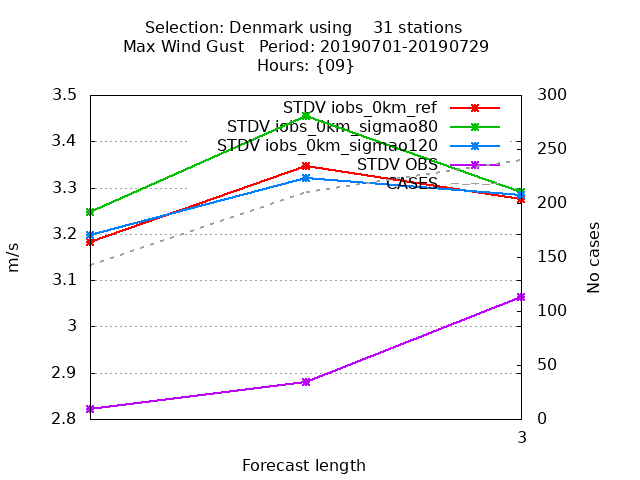 Selection: Denmark using    31 stations
Max Wind Gust   Period: 20190701-20190729
Hours: {09}
3.5
3.4
3.3
3.2
3.1
3
2.9
2.8
m/s
STDV iobs_0km_ref
STDV iobs_0km_sigmao80
STDV iobs_0km_sigmao120
STDV OBS
CASES
300
250
200
150
100
50
0
No cases
3
Forecast length